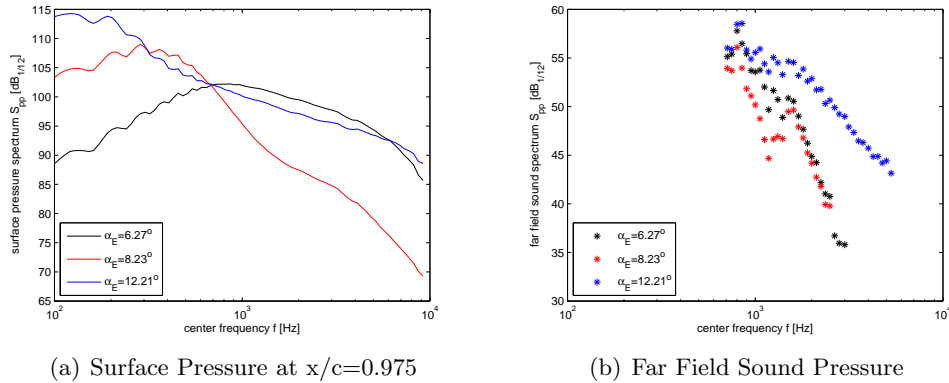 115
110
105
100
95
90
85
80
75
70
65
surface pressure spectrum S_pp [dB_1/12]
α_E=6.27°
α_E=8.23°
α_E=12.21°
10^2 10^3 10^4
center frequency f [Hz]
(a) Surface Pressure at x/c=0.975
60
55
50
45
40
35
30
far field sound spectrum S_pp [dB_1/12]
α_E=6.27°
α_E=8.23°
α_E=12.21°
10^2 10^3 10^4
center frequency f [Hz]
(b) Far Field Sound Pressure